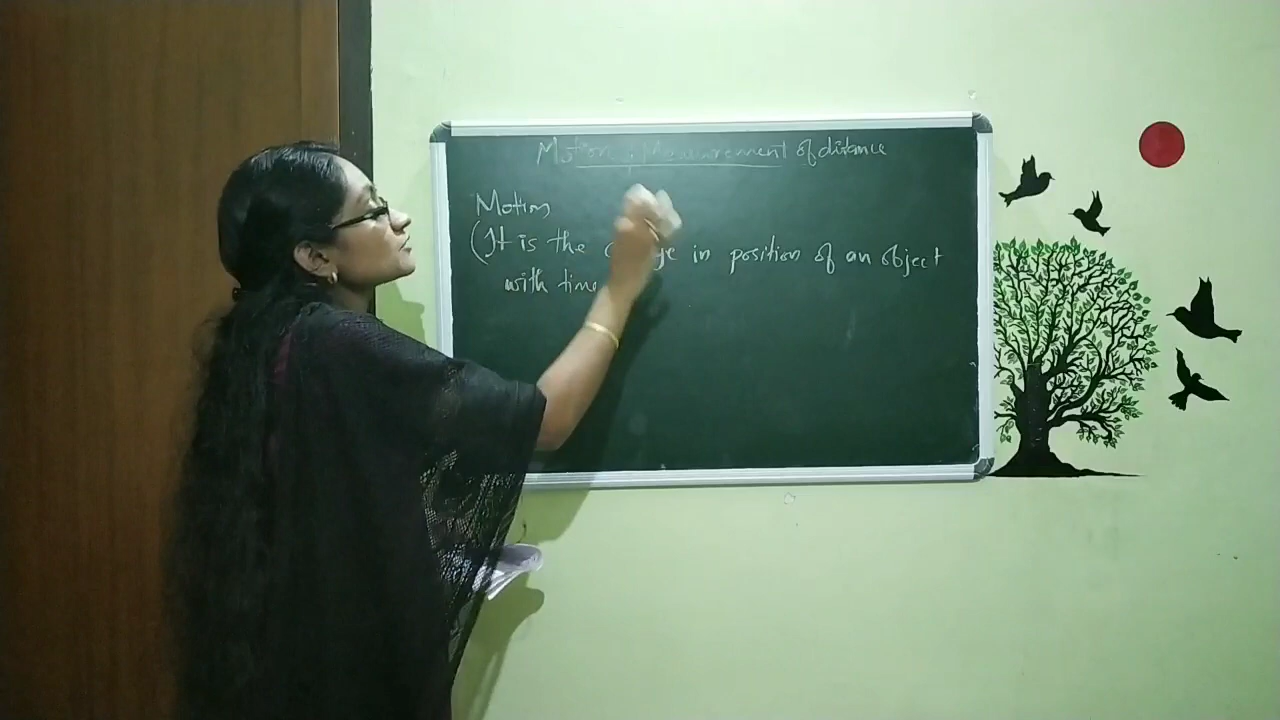 Motion, Measurement of distance
Motion
(It is the in position of an object
with time